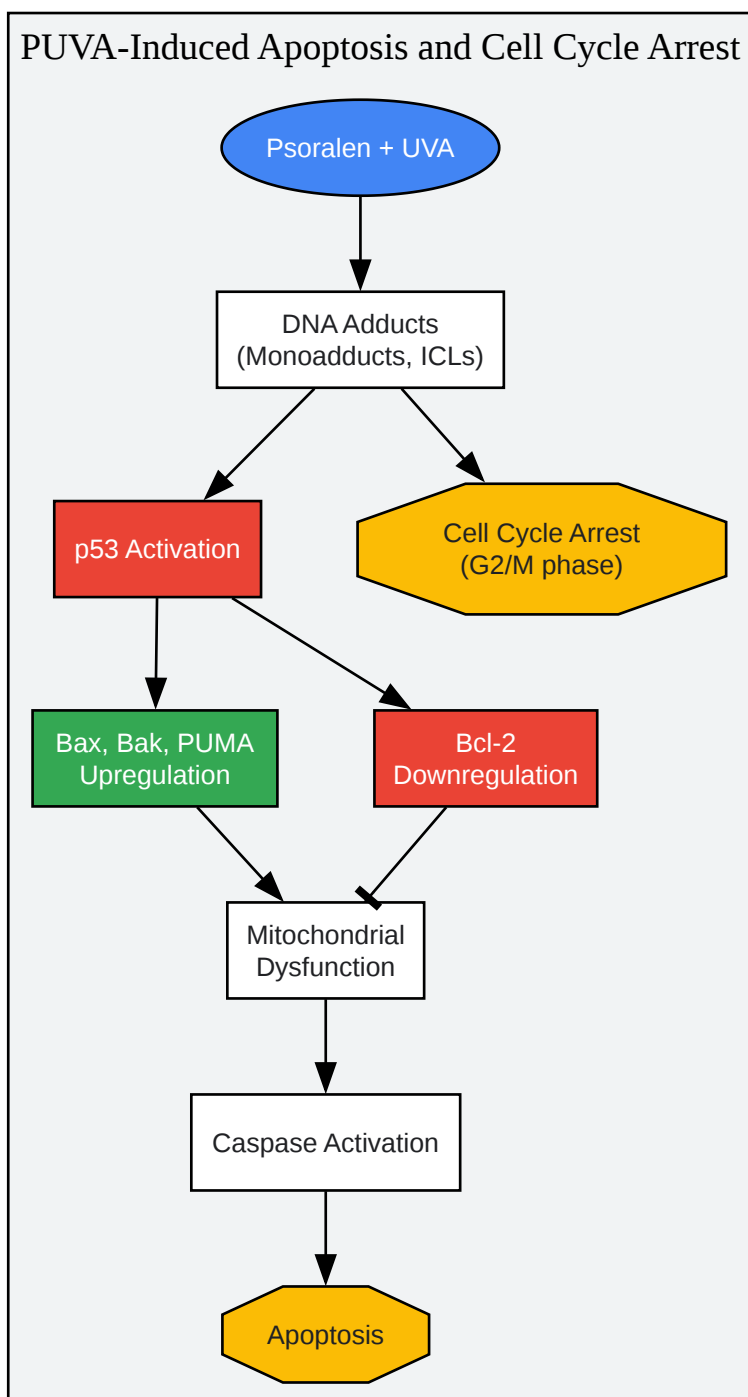 PUVA-Induced Apoptosis and Cell Cycle Arrest
Psoralen + UVA
DNA Adducts
(Monoadducts, ICLs)
p53 Activation
Cell Cycle Arrest
(G2/M phase)
Bax, Bak, PUMA
Upregulation
Bcl-2
Downregulation
Mitochondrial
Dysfunction
Caspase Activation
Apoptosis